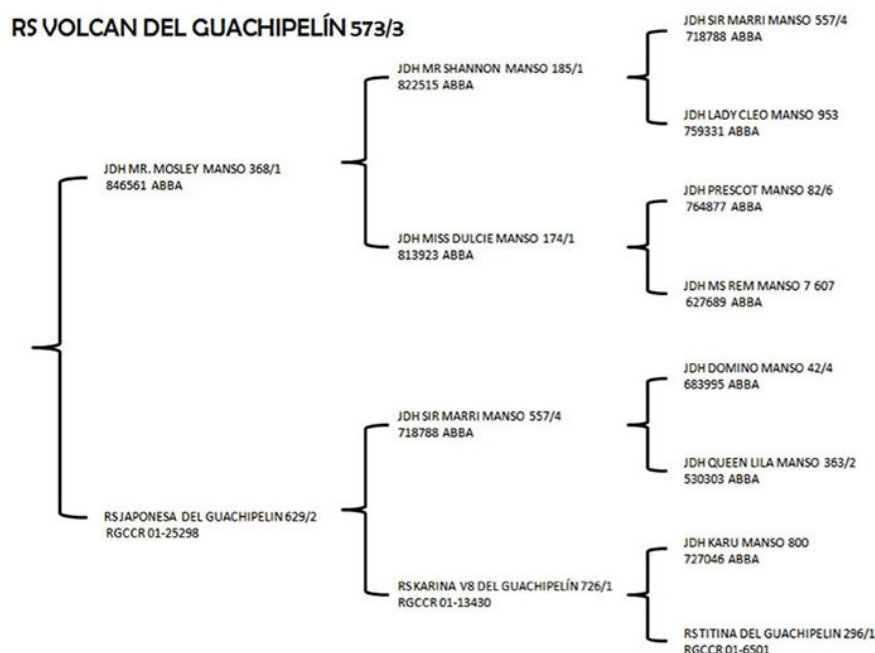 RS VOLCAN DEL GUACHIPELÍN 573/3
JDH MR. MOSLEY MANSO 368/1
846561 ABBA
RS JAPONESA DEL GUACHIPELIN 629/2
RGCCR 01-25298
JDH MR SHANNON MANSO 185/1
822515 ABBA
JDH MISS DULCIE MANSO 174/1
813923 ABBA
JDH SIR MARRI MANSO 557/4
718788 ABBA
RS KARINA V8 DEL GUACHIPELÍN 726/1
RGCCR 01-13430
JDH SIR MARRI MANSO 557/4
718788 ABBA
JDH LADY CLEO MANSO 953
759331 ABBA
JDH PRESCOT MANSO 82/6
764877 ABBA
JDH MS REM MANSO 7 607
627689 ABBA
JDH DOMINO MANSO 42/4
683995 ABBA
JDH QUEEN LILA MANSO 363/2
530303 ABBA
JDH KARU MANSO 800
727046 ABBA
RS TITINA DEL GUACHIPELIN 296/1
RGCCR 01-6501